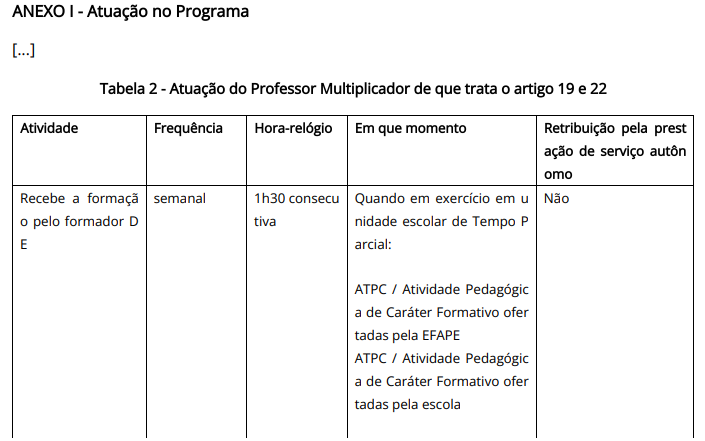 ANEXO I - Atuação no Programa
[...]
Tabela 2 - Atuação do Professor Multiplicador de que trata o artigo 19 e 22
Atividade
Frequência
Hora-relógio
Em que momento
Retribuição pela prest
ação de serviço autôn
omo
Recebe a formaçã
o pelo formador D
E
semanal
1h30 consecu
tiva
Quando em exercício em u
nidade escolar de Tempo P
arcial:
ATPC / Atividade Pedagógic
a de Caráter Formativo ofer
tadas pela EFAPE
ATPC / Atividade Pedagógic
a de Caráter Formativo ofer
tadas pela escola
Não